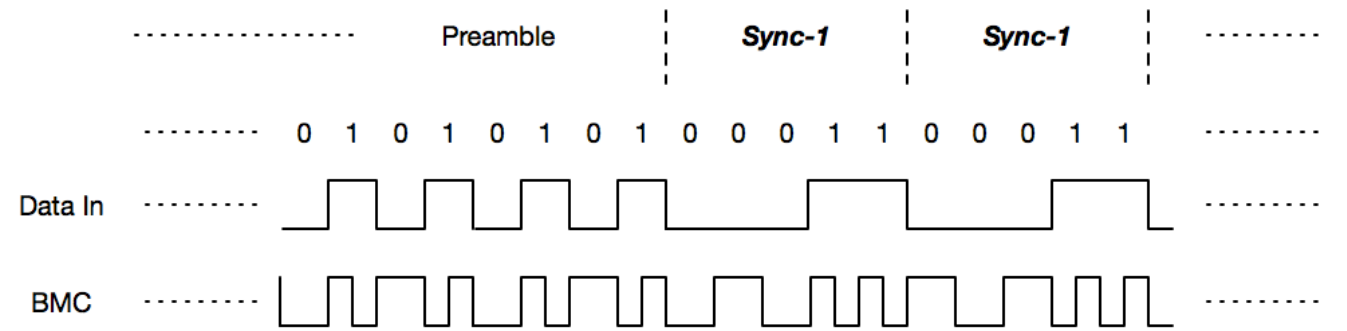 Preamble Sync-1 Sync-1
0 1 0 1 0 1 0 1 0 0 0 1 1 0 0 0 1 1
Data In
BMC